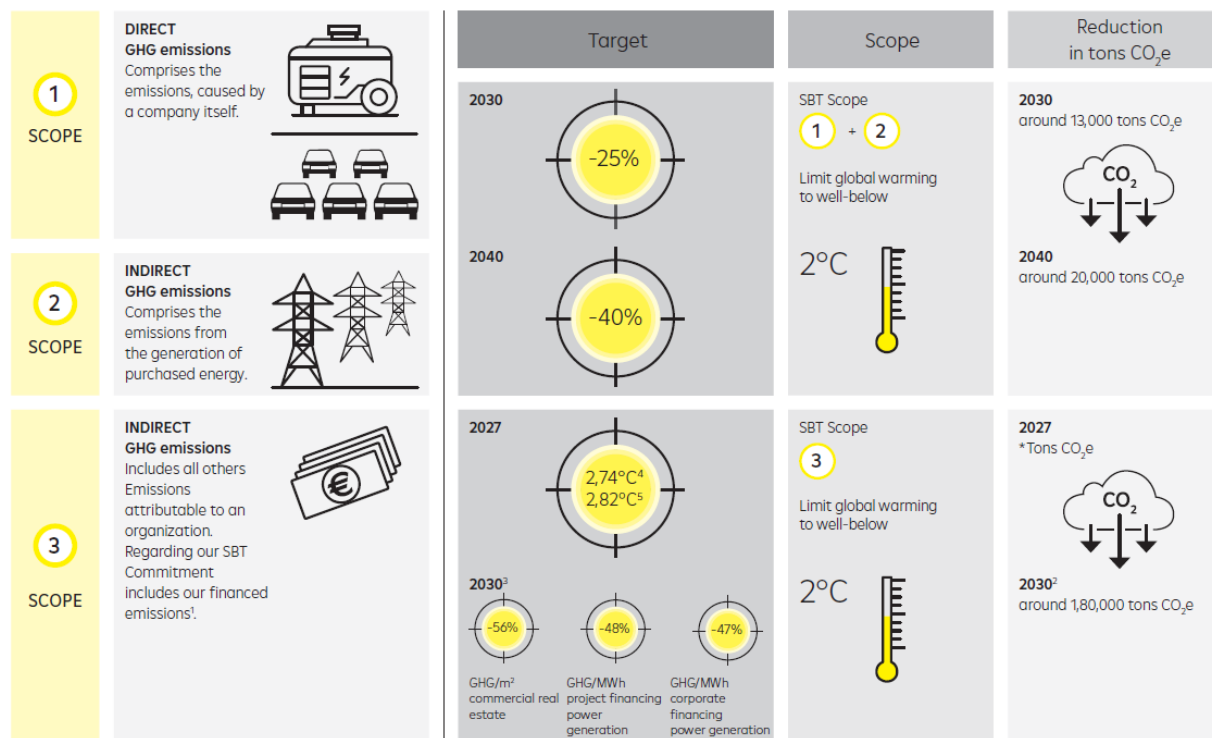 1
SCOPE
DIRECT
GHG emissions
Comprises the
emissions, caused by
a company itself.
2
SCOPE
INDIRECT
GHG emissions
Comprises the
emissions from
the generation of
purchased energy.
3
SCOPE
INDIRECT
GHG emissions
Includes all others
Emissions
attributable to an
organization.
Regarding our SBT
Commitment
includes our financed
emissions¹.
€
Target
Scope
Reduction
in tons CO₂e
2030
-25%
2040
-40%
SBT Scope
1 + 2
Limit global warming
to well-below
2°C
2030
around 13,000 tons CO₂e
CO₂
2040
around 20,000 tons CO₂e
2027
2,74°C⁴
2,82°C⁵
2030³
-56%
-48%
-47%
GHG/m²
commercial real
estate
GHG/MWh
project financing
power
generation
GHG/MWh
corporate
financing
power generation
SBT Scope
3
Limit global warming
to well-below
2°C
2027
*Tons CO₂e
CO₂
2030²
around 1,80,000 tons CO₂e